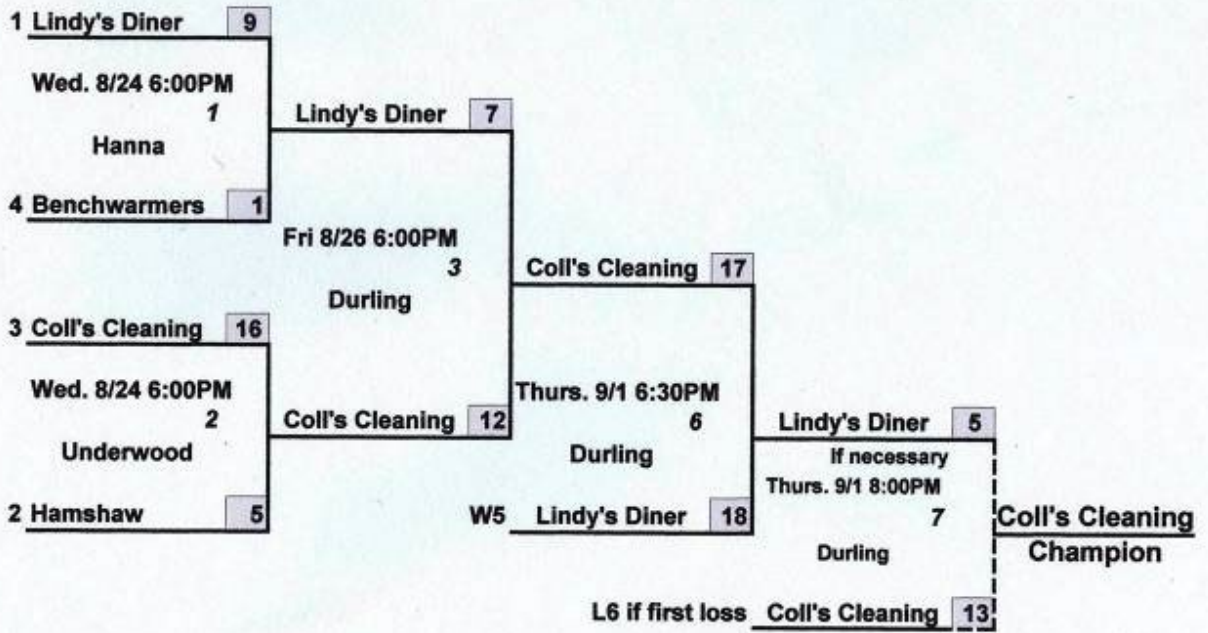 1 Lindy's Diner 9
Wed. 8/24 6:00PM
1
Hanna
4 Benchwarmers 1
Lindy's Diner 7
Fri 8/26 6:00PM
3
Durling
3 Coll's Cleaning 16
Wed. 8/24 6:00PM
2
Underwood
2 Hamshaw 5
Coll's Cleaning 12
Coll's Cleaning 17
Thurs. 9/1 6:30PM
6
Durling
W5 Lindy's Diner 18
Lindy's Diner 5
If necessary
Thurs. 9/1 8:00PM
7
Durling
L6 if first loss Coll's Cleaning 13
Coll's Cleaning
Champion